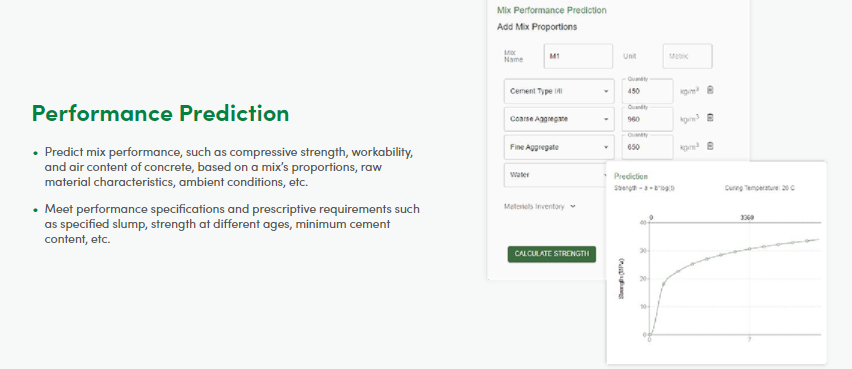 Performance Prediction
• Predict mix performance, such as compressive strength, workability,
and air content of concrete, based on a mix's proportions, raw
material characteristics, ambient conditions, etc.
• Meet performance specifications and prescriptive requirements such
as specified slump, strength at different ages, minimum cement
content, etc.
Mix Performance Prediction
Add Mix Proportions
Mix
Name
M1
Unit
Metric
Cement Type I/II
Quantity
450
kg/m³
Coarse Aggregate
Quantity
960
kg/m³
Fine Aggregate
Quantity
650
kg/m³
Water
Materials Inventory
CALCULATE STRENGTH
Prediction
Strength = a + b*log(t)
Curing Temperature: 20 C
0
3360
Strength (MPa)
40
30
20
10
0
0
7